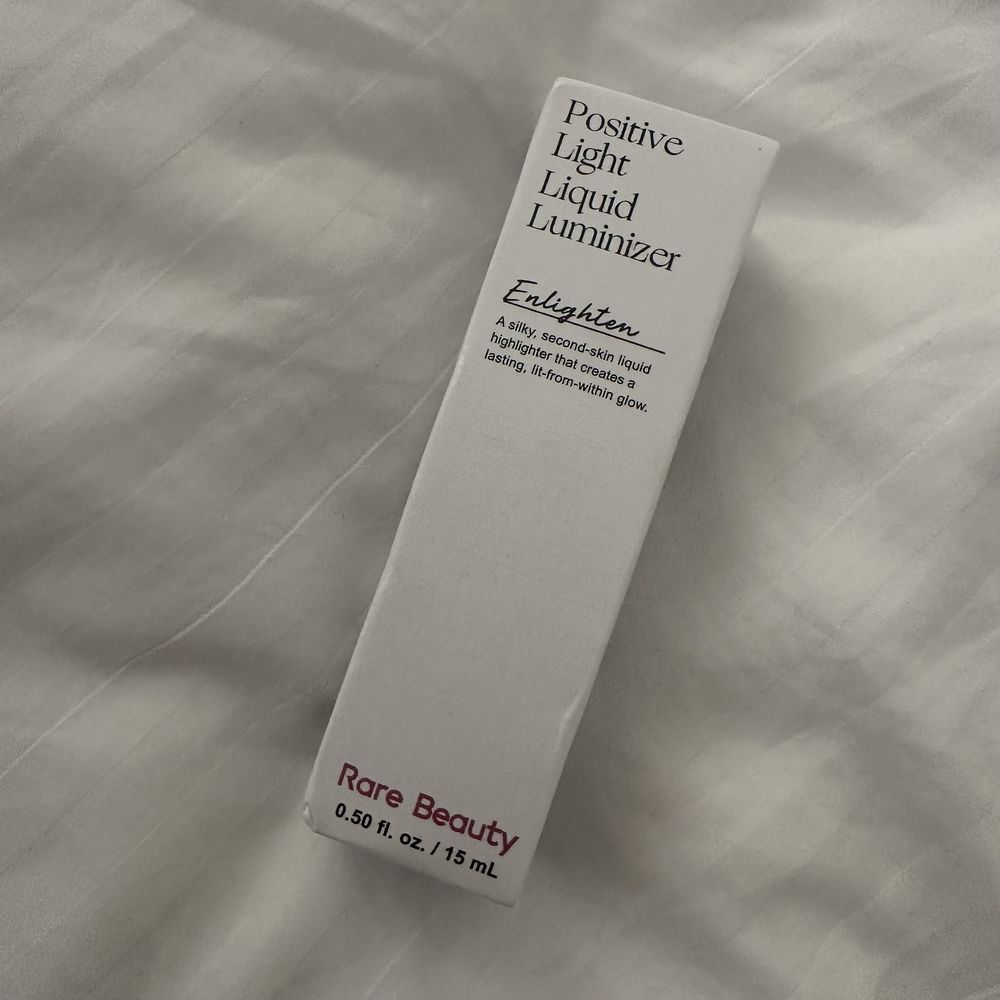 Positive
Light
Liquid
Luminizer
Enlighten
A silky, second-skin liquid
highlighter that creates a
lasting, lit-from-within glow.
Rare Beauty
0.50 fl. oz. / 15 mL